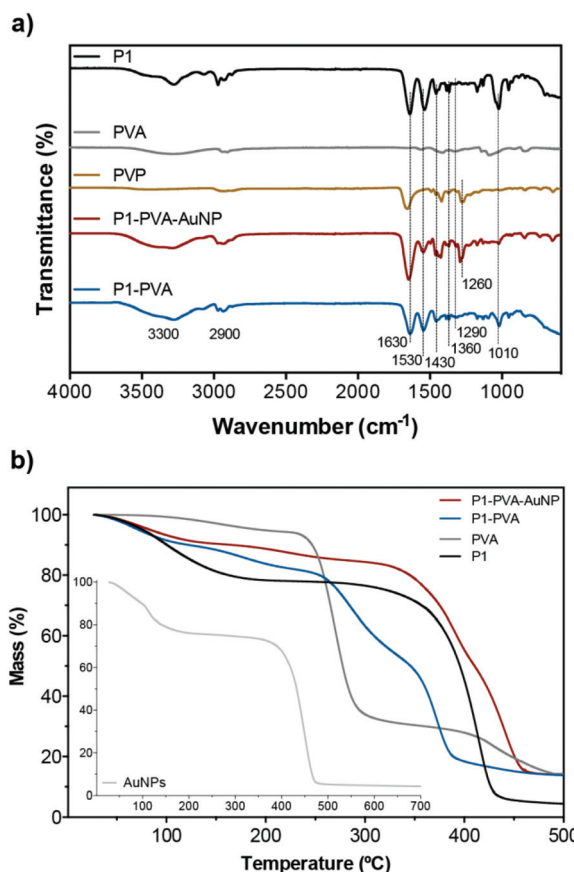 a)
P1
PVA
PVP
P1-PVA-AuNP
P1-PVA
Transmittance (%)
3300
2900
1630
1530
1430
1360
1290
1260
1010
4000
3500
3000
2500
2000
1500
1000
Wavenumber (cm⁻¹)
b)
P1-PVA-AuNP
P1-PVA
PVA
P1
Mass (%)
100
80
60
40
20
0
100
80
60
40
20
0
AuNPs
0
100
200
300
400
500
600
700
100
200
300
400
500
Temperature (ºC)